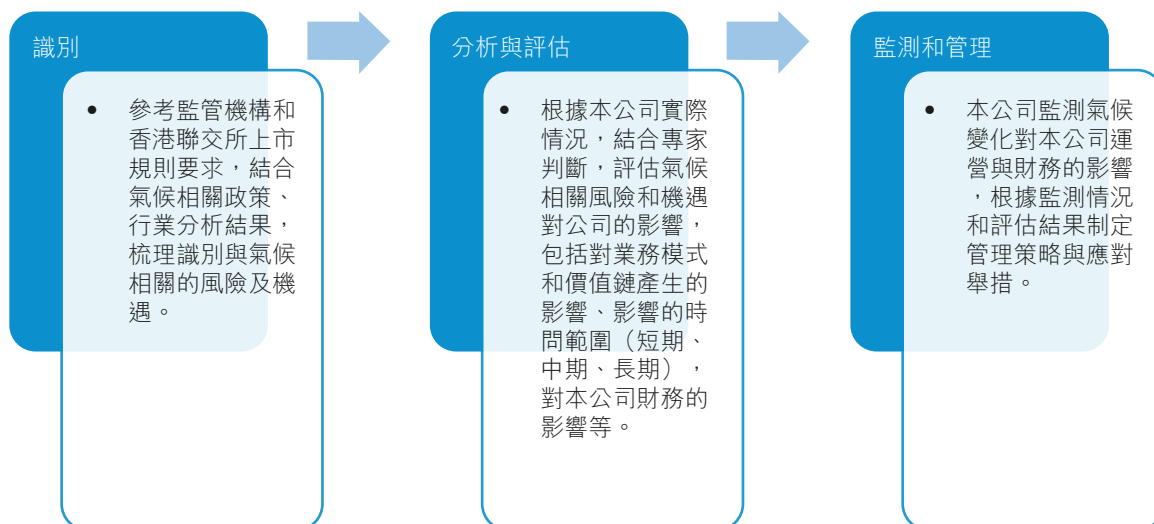 識別
• 參考監管機構和
香港聯交所上市
規則要求，結合
氣候相關政策、
行業分析結果，
梳理識別與氣候
相關的風險及機
遇。
分析與評估
• 根據本公司實際
情況，結合專家
判斷，評估氣候
相關風險和機遇
對公司的影響，
包括對業務模式
和價值鏈產生的
影響、影響的時
間範圍（短期、
中期、長期），
對本公司財務的
影響等。
監測和管理
• 本公司監測氣候
變化對本公司運
營與財務的影響
，根據監測情況
和評估結果制定
管理策略與應對
舉措。